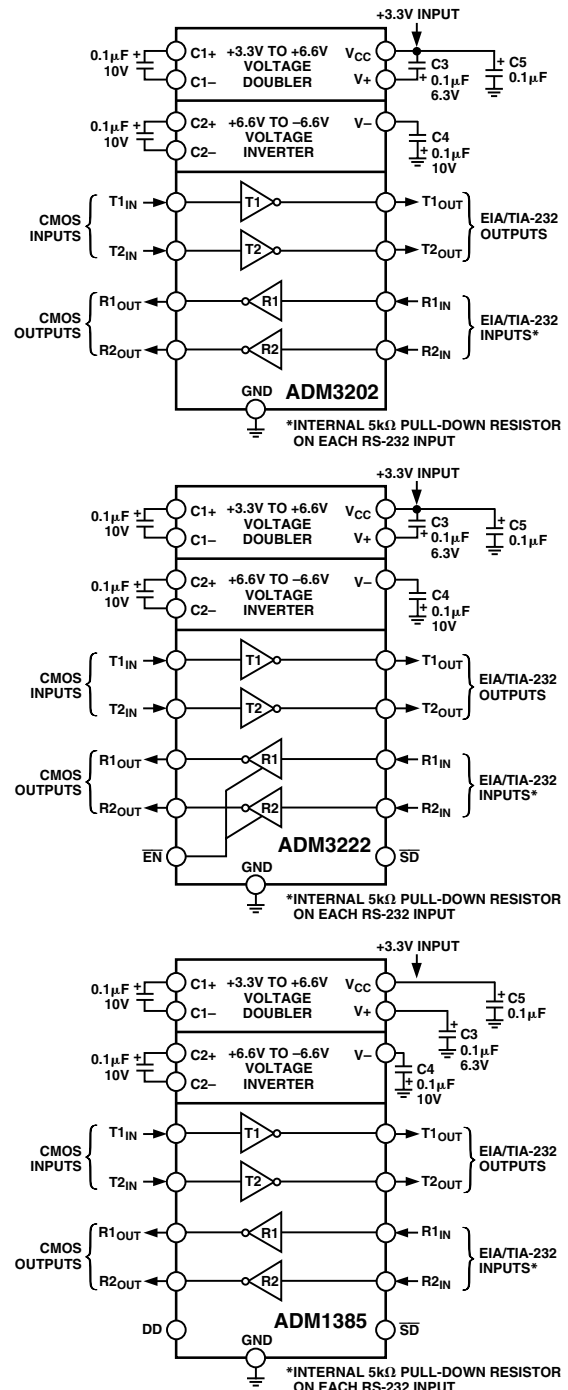 +3.3V INPUT
0.1µF + 10V
C1+
C1–
+3.3V TO +6.6V
VOLTAGE
DOUBLER
VCC
V+
+ C3
0.1µF
6.3V
+ C5
0.1µF
0.1µF + 10V
C2+
C2–
+6.6V TO –6.6V
VOLTAGE
INVERTER
V–
C4
+ 0.1µF
10V
CMOS
INPUTS
T1IN
T2IN
T1
T2
T1OUT
T2OUT
EIA/TIA-232
OUTPUTS
CMOS
OUTPUTS
R1OUT
R2OUT
R1
R2
R1IN
R2IN
EIA/TIA-232
INPUTS*
GND
ADM3202
*INTERNAL 5kΩ PULL-DOWN RESISTOR
ON EACH RS-232 INPUT
+3.3V INPUT
0.1µF + 10V
C1+
C1–
+3.3V TO +6.6V
VOLTAGE
DOUBLER
VCC
V+
+ C3
0.1µF
6.3V
+ C5
0.1µF
0.1µF + 10V
C2+
C2–
+6.6V TO –6.6V
VOLTAGE
INVERTER
V–
C4
+ 0.1µF
10V
CMOS
INPUTS
T1IN
T2IN
T1
T2
T1OUT
T2OUT
EIA/TIA-232
OUTPUTS
CMOS
OUTPUTS
R1OUT
R2OUT
R1
R2
R1IN
R2IN
EIA/TIA-232
INPUTS*
EN
ADM3222
SD
GND
*INTERNAL 5kΩ PULL-DOWN RESISTOR
ON EACH RS-232 INPUT
+3.3V INPUT
0.1µF + 10V
C1+
C1–
+3.3V TO +6.6V
VOLTAGE
DOUBLER
VCC
V+
+ C3
0.1µF
6.3V
+ C5
0.1µF
0.1µF + 10V
C2+
C2–
+6.6V TO –6.6V
VOLTAGE
INVERTER
V–
C4
+ 0.1µF
10V
CMOS
INPUTS
T1IN
T2IN
T1
T2
T1OUT
T2OUT
EIA/TIA-232
OUTPUTS
CMOS
OUTPUTS
R1OUT
R2OUT
R1
R2
R1IN
R2IN
EIA/TIA-232
INPUTS*
DD
ADM1385
SD
GND
*INTERNAL 5kΩ PULL-DOWN RESISTOR
ON EACH RS-232 INPUT